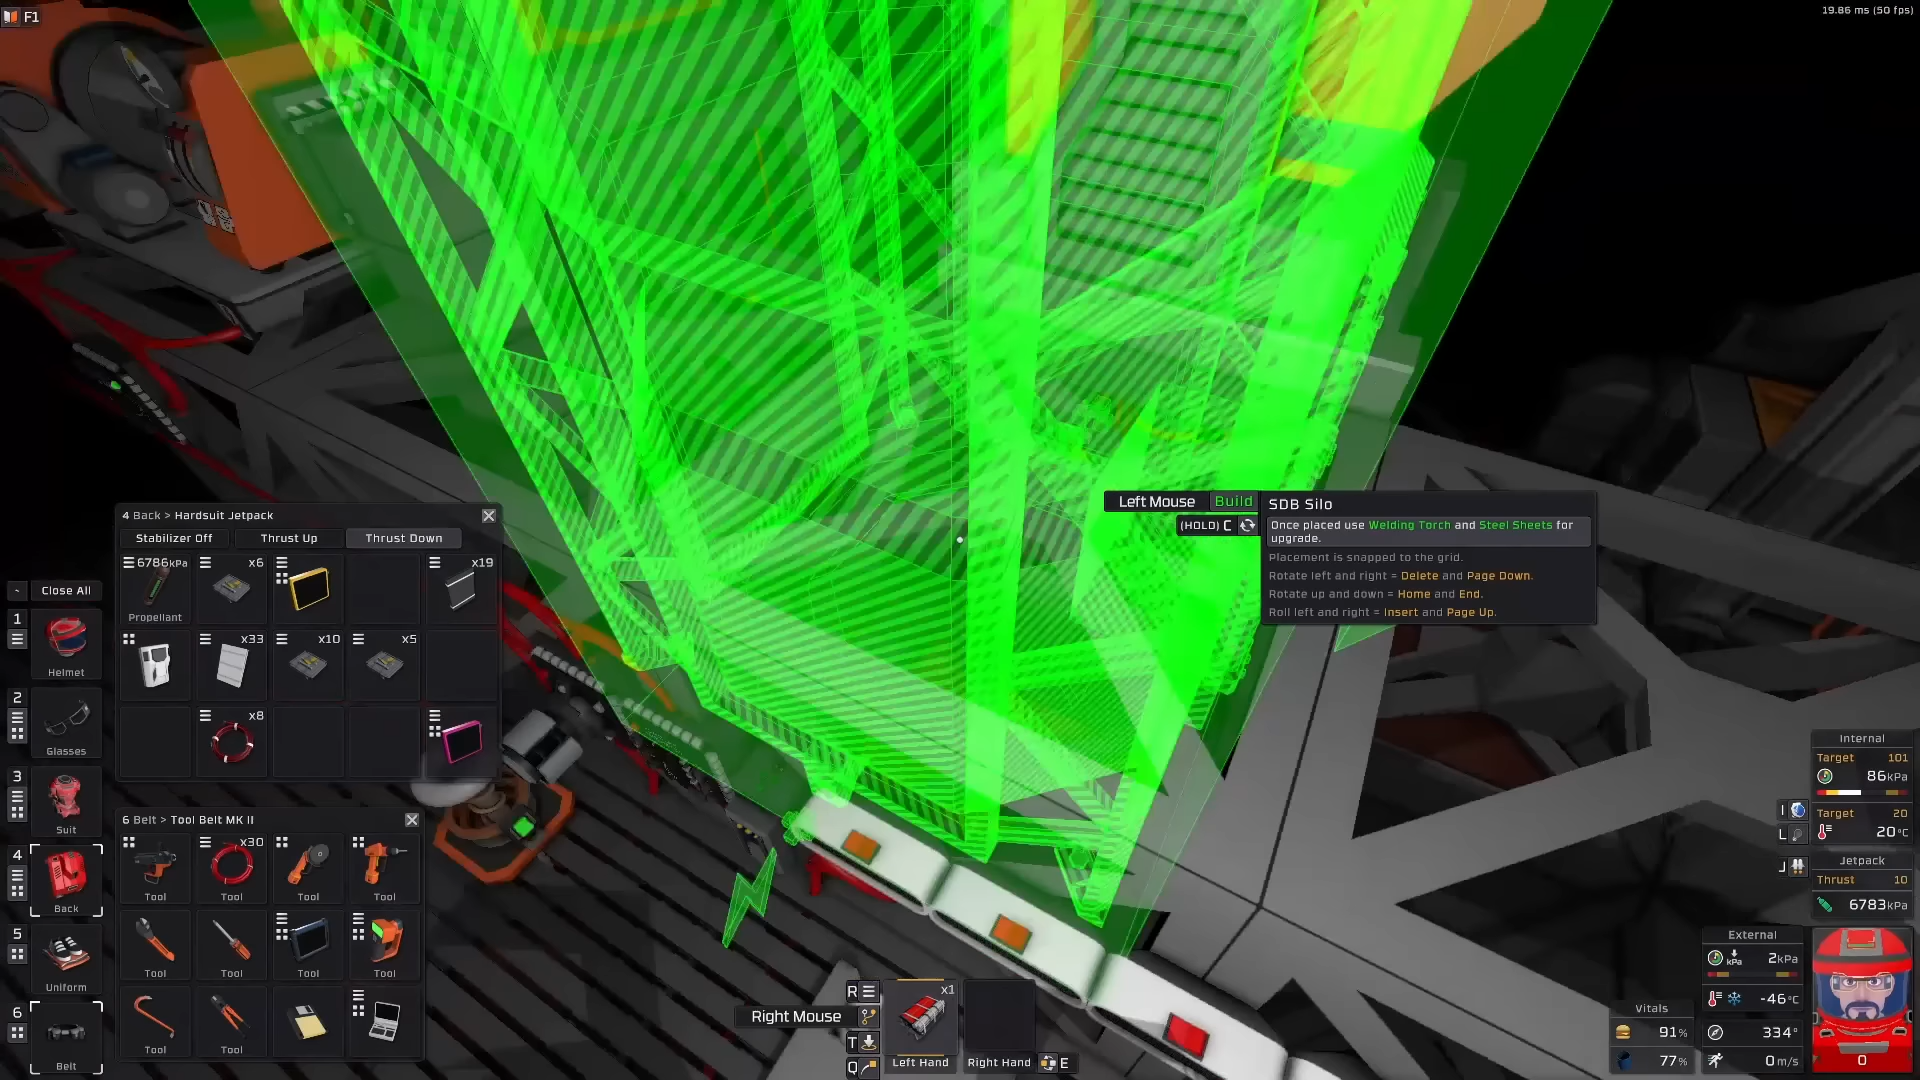 F1
19.86 ms (50 fps)
Left Mouse Build
(HOLD) C
SDB Silo
Once placed use Welding Torch and Steel Sheets for
upgrade.
Placement is snapped to the grid.
Rotate left and right = Delete and Page Down.
Rotate up and down = Home and End.
Roll left and right = Insert and Page Up.
4 Back > Hardsuit Jetpack
Stabilizer Off
Thrust Up
Thrust Down
6786kPa
x6
x19
Propellant
x33
x10
x5
x8
~ Close All
1
Helmet
2
Glasses
3
Suit
4
Back
5
Uniform
6
Belt
6 Belt > Tool Belt MK II
x30
Tool
Tool
Tool
Tool
Tool
Tool
Tool
Tool
Tool
Tool
R
x1
Right Mouse
T
Q
Left Hand
Right Hand
E
Internal
Target 101
86kPa
I
Target 20
L
20°C
J
Jetpack
Thrust 10
6783kPa
External
kPa
2kPa
-46°C
334°
0m/s
Vitals
91%
77%
0